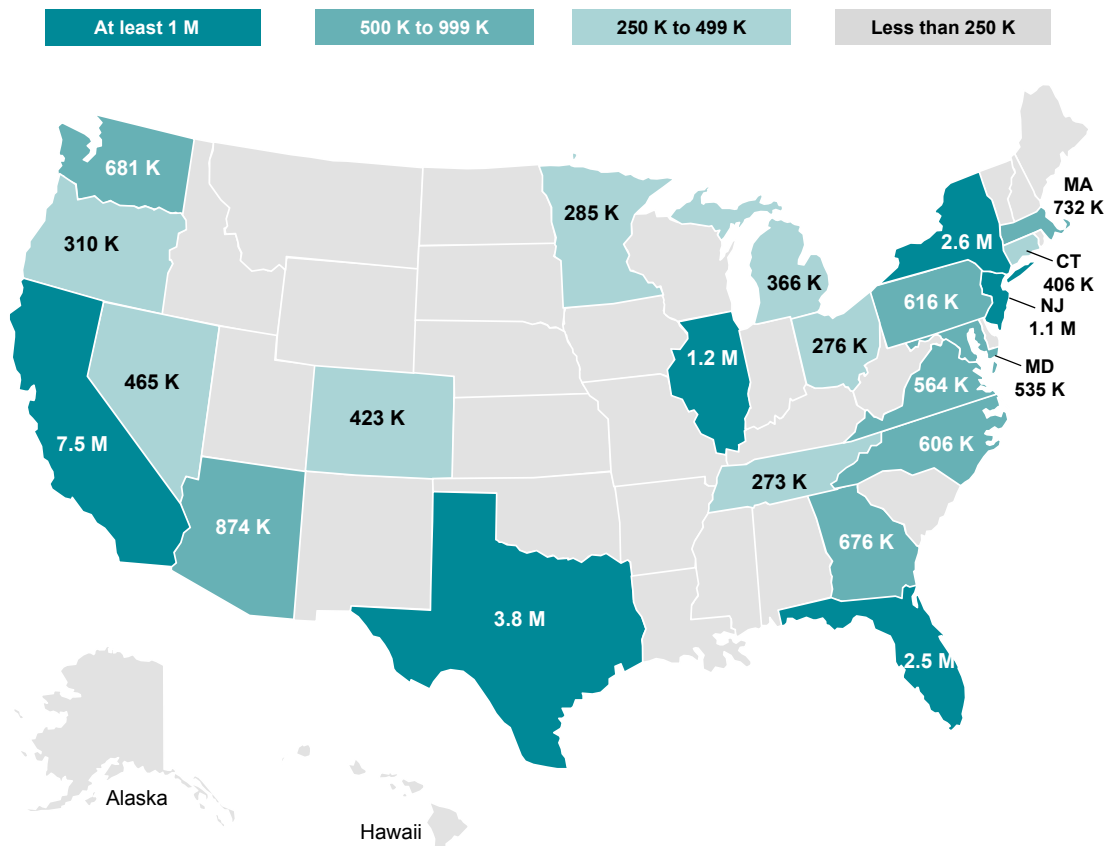 At least 1 M
500 K to 999 K
250 K to 499 K
Less than 250 K
681 K
310 K
285 K
MA
732 K
2.6 M
CT
406 K
366 K
616 K
NJ
1.1 M
1.2 M
276 K
MD
535 K
465 K
564 K
423 K
7.5 M
606 K
273 K
874 K
676 K
3.8 M
2.5 M
Alaska
Hawaii